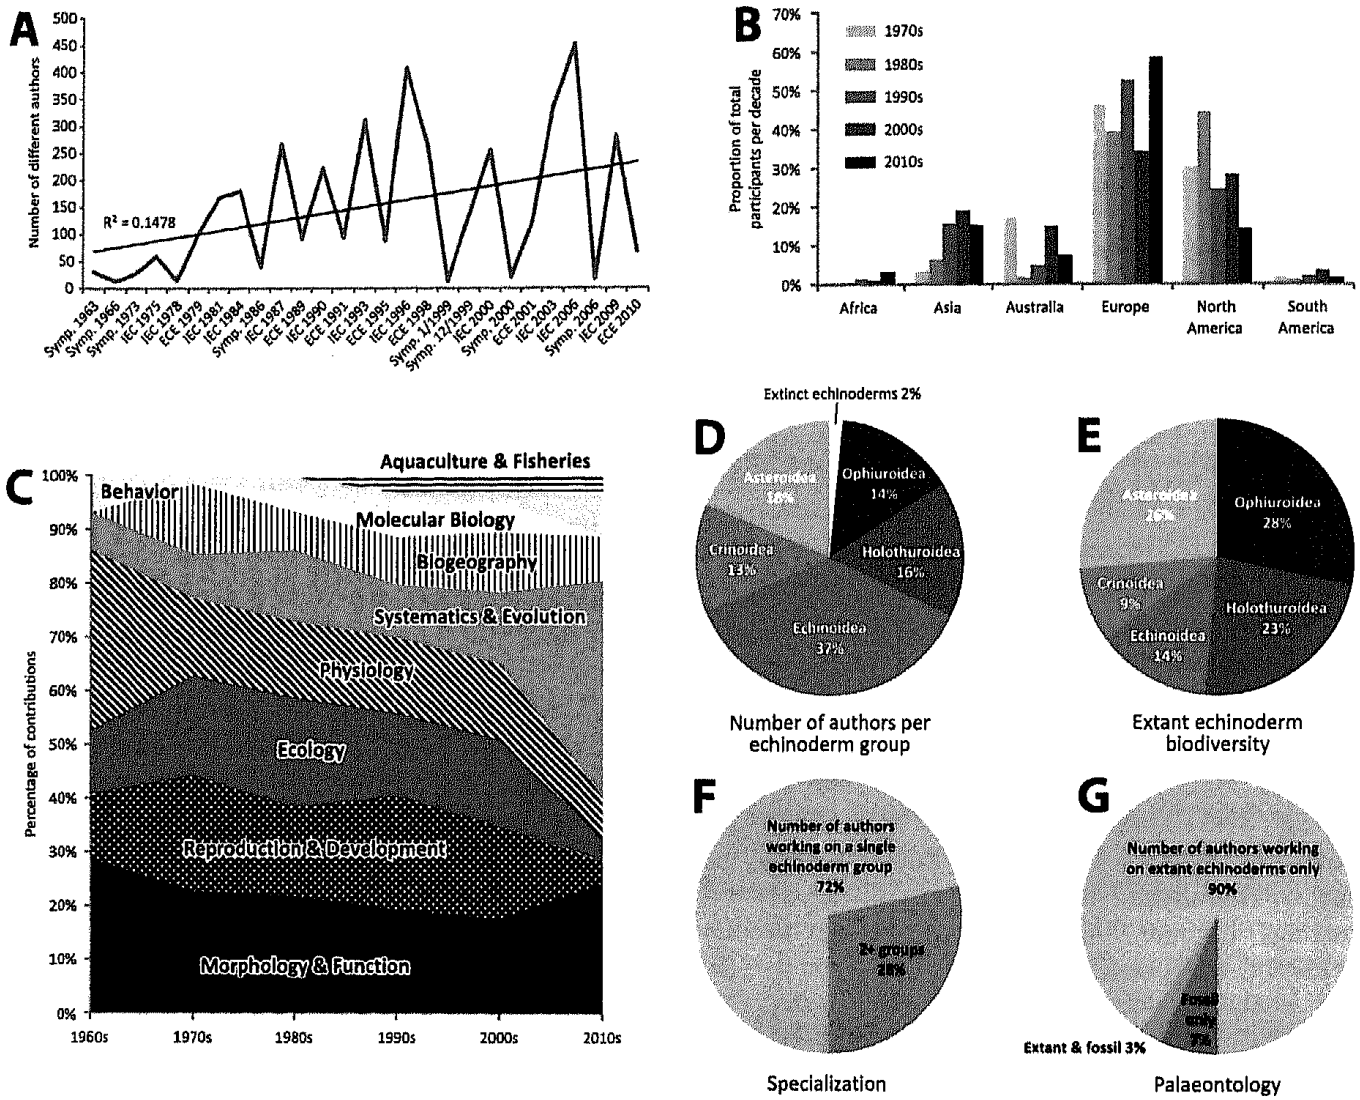 A
Number of different authors
500
450
400
350
300
250
200
150
100
50
0
R² = 0.1478
Symp. 1963
Symp. 1966
Symp. 1973
IEC 1975
IEC 1978
ECE 1979
IEC 1981
IEC 1984
Symp. 1986
IEC 1987
ECE 1989
IEC 1990
ECE 1991
IEC 1993
ECE 1995
IEC 1996
ECE 1998
Symp. 1/1999
Symp. 12/1999
IEC 2000
Symp. 2000
ECE 2001
IEC 2003
IEC 2006
Symp. 2006
IEC 2009
ECE 2010
B
Proportion of total
participants per decade
70%
60%
50%
40%
30%
20%
10%
0%
1970s
1980s
1990s
2000s
2010s
Africa
Asia
Australia
Europe
North
America
South
America
C
Percentage of contributions
100%
90%
80%
70%
60%
50%
40%
30%
20%
10%
0%
Aquaculture & Fisheries
Behavior
Molecular Biology
Biogeography
Systematics & Evolution
Physiology
Ecology
Reproduction & Development
Morphology & Function
1960s
1970s
1980s
1990s
2000s
2010s
D
Extinct echinoderms 2%
Asteroidea
18%
Ophiuroidea
14%
Crinoidea
13%
Holothuroidea
16%
Echinoidea
37%
Number of authors per
echinoderm group
E
Asteroidea
26%
Ophiuroidea
28%
Crinoidea
9%
Echinoidea
14%
Holothuroidea
23%
Extant echinoderm
biodiversity
F
Number of authors
working on a single
echinoderm group
72%
2+ groups
28%
Specialization
G
Number of authors working
on extant echinoderms only
90%
Fossil
only
7%
Extant & fossil 3%
Palaeontology